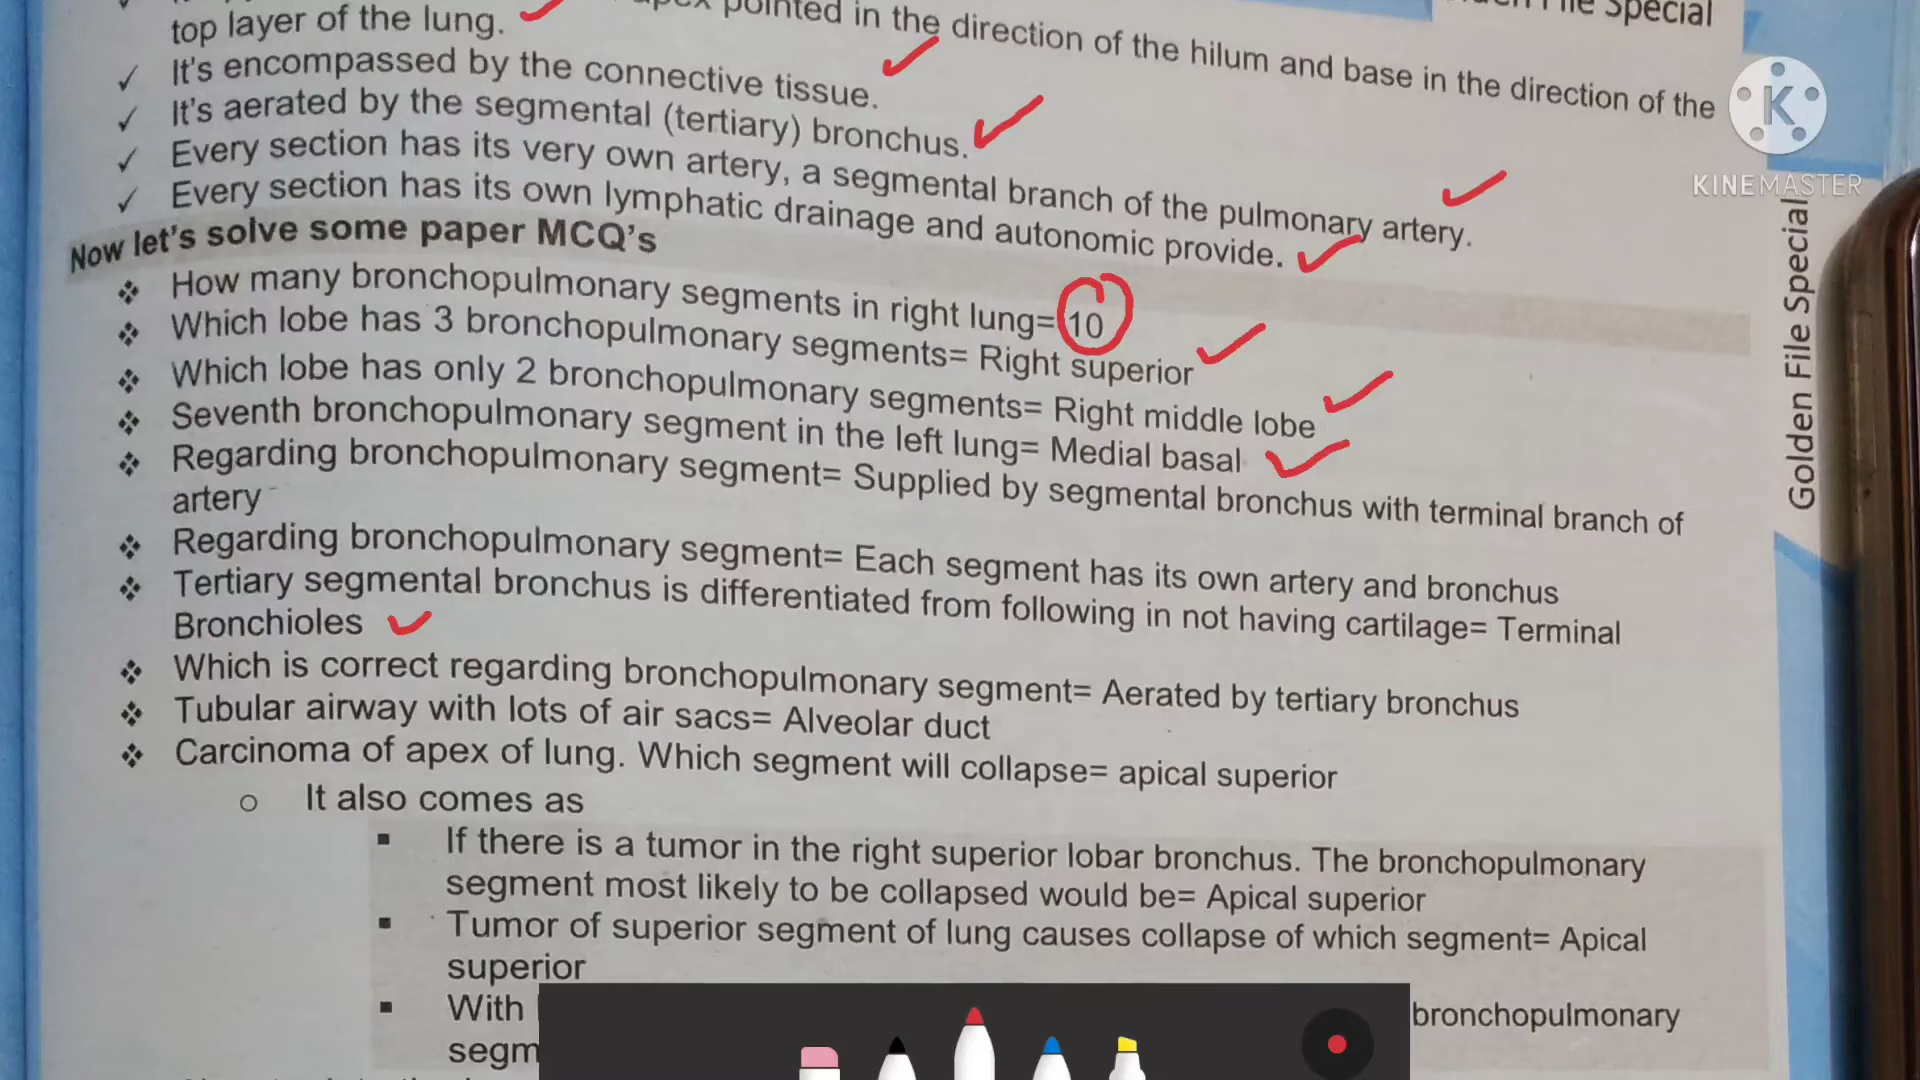 pointed in the direction of the hilum and base in the direction of the
top layer of the lung.
✓ It's encompassed by the connective tissue.
✓ It's aerated by the segmental (tertiary) bronchus.
✓ Every section has its very own artery, a segmental branch of the pulmonary artery.
✓ Every section has its own lymphatic drainage and autonomic provide.
Now let's solve some paper MCQ's
❖ How many bronchopulmonary segments in right lung= 10
❖ Which lobe has 3 bronchopulmonary segments= Right superior
❖ Which lobe has only 2 bronchopulmonary segments= Right middle lobe
❖ Seventh bronchopulmonary segment in the left lung= Medial basal
❖ Regarding bronchopulmonary segment= Supplied by segmental bronchus with terminal branch of
artery
❖ Regarding bronchopulmonary segment= Each segment has its own artery and bronchus
❖ Tertiary segmental bronchus is differentiated from following in not having cartilage= Terminal
Bronchioles
❖ Which is correct regarding bronchopulmonary segment= Aerated by tertiary bronchus
❖ Tubular airway with lots of air sacs= Alveolar duct
❖ Carcinoma of apex of lung. Which segment will collapse= apical superior
o It also comes as
▪ If there is a tumor in the right superior lobar bronchus. The bronchopulmonary
segment most likely to be collapsed would be= Apical superior
▪ Tumor of superior segment of lung causes collapse of which segment= Apical
superior
▪ With bronchopulmonary
segm
File Special
K
KINEMASTER
Golden File Special